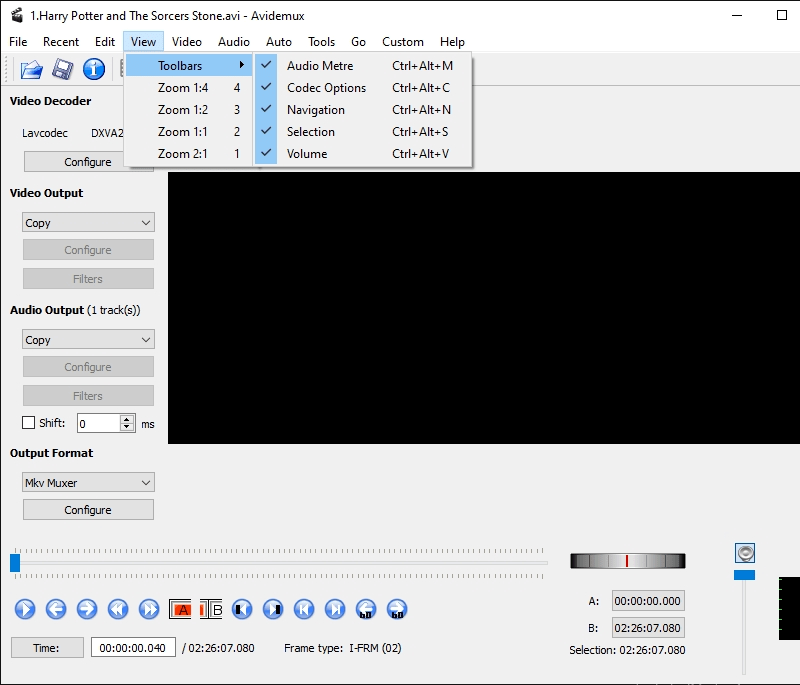 1.Harry Potter and The Sorcers Stone.avi - Avidemux
File Recent Edit View Video Audio Auto Tools Go Custom Help
Toolbars
Zoom 1:4 4
Zoom 1:2 3
Zoom 1:1 2
Zoom 2:1 1
Audio Metre Ctrl+Alt+M
Codec Options Ctrl+Alt+C
Navigation Ctrl+Alt+N
Selection Ctrl+Alt+S
Volume Ctrl+Alt+V
Video Decoder
Lavcodec DXVA2
Configure
Video Output
Copy
Configure
Filters
Audio Output (1 track(s))
Copy
Configure
Filters
Shift: 0 ms
Output Format
Mkv Muxer
Configure
A B
60 60
A: 00:00:00.000
B: 02:26:07.080
Selection: 02:26:07.080
Time: 00:00:00.040 / 02:26:07.080 Frame type: I-FRM (02)